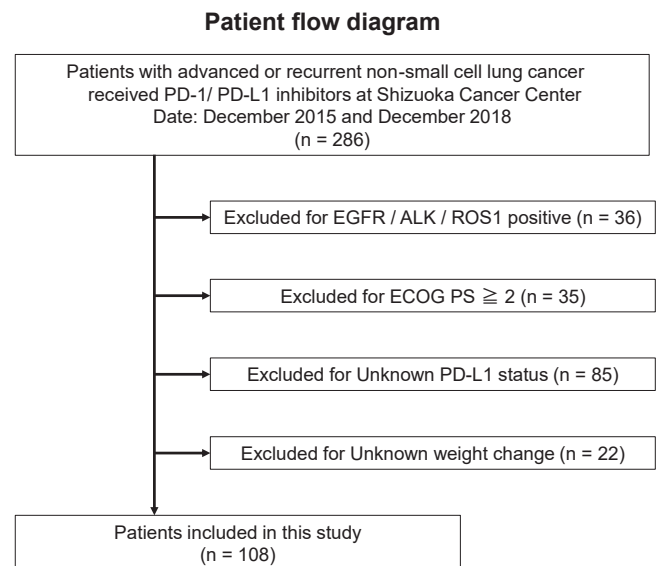 Patient flow diagram
Patients with advanced or recurrent non-small cell lung cancer
received PD-1/ PD-L1 inhibitors at Shizuoka Cancer Center
Date: December 2015 and December 2018
(n = 286)
Excluded for EGFR / ALK / ROS1 positive (n = 36)
Excluded for ECOG PS ≧ 2 (n = 35)
Excluded for Unknown PD-L1 status (n = 85)
Excluded for Unknown weight change (n = 22)
Patients included in this study
(n = 108)